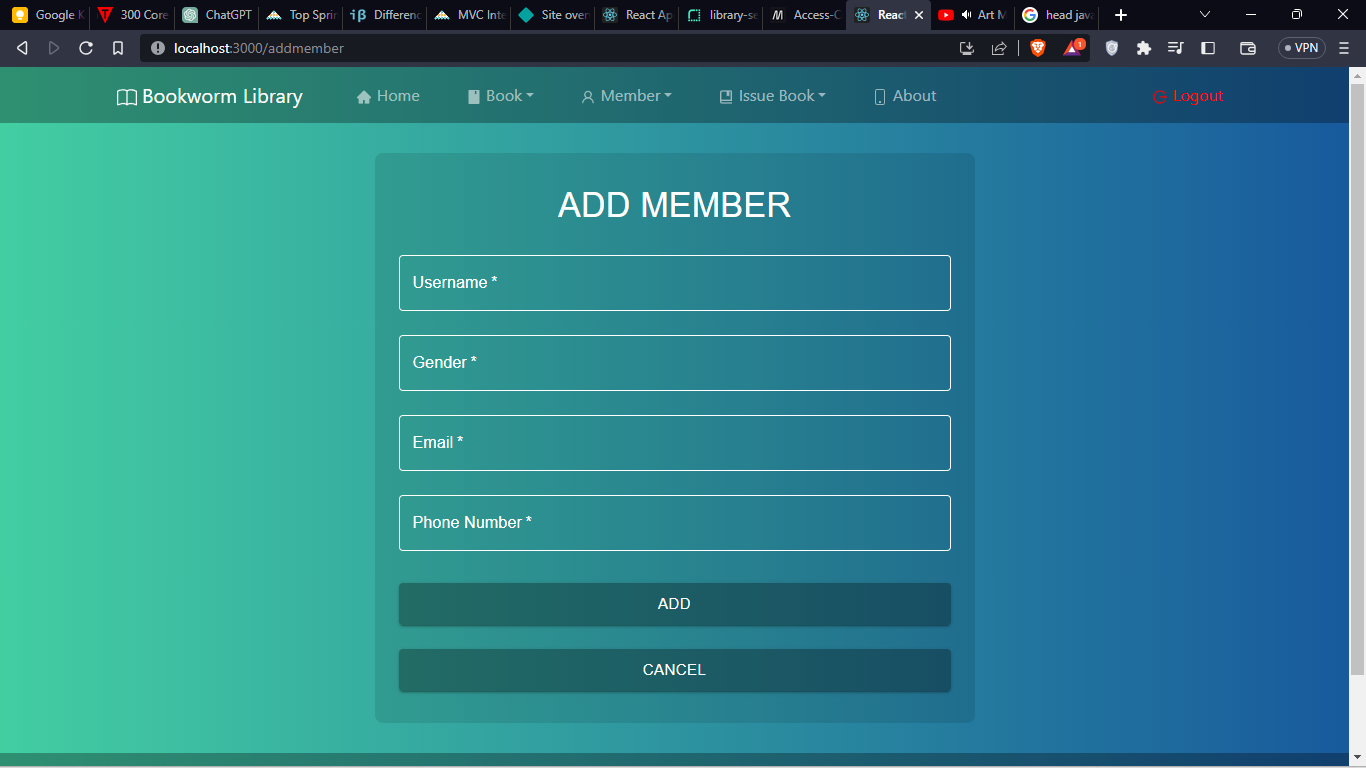 Google K
300 Core
ChatGPT
Top Sprin
Differenc
MVC Inte
Site over
React Ap
library-se
Access-C
React
Art M
head java
localhost:3000/addmember
1
VPN
Bookworm Library
Home
Book
Member
Issue Book
About
Logout
ADD MEMBER
Username *
Gender *
Email *
Phone Number *
ADD
CANCEL